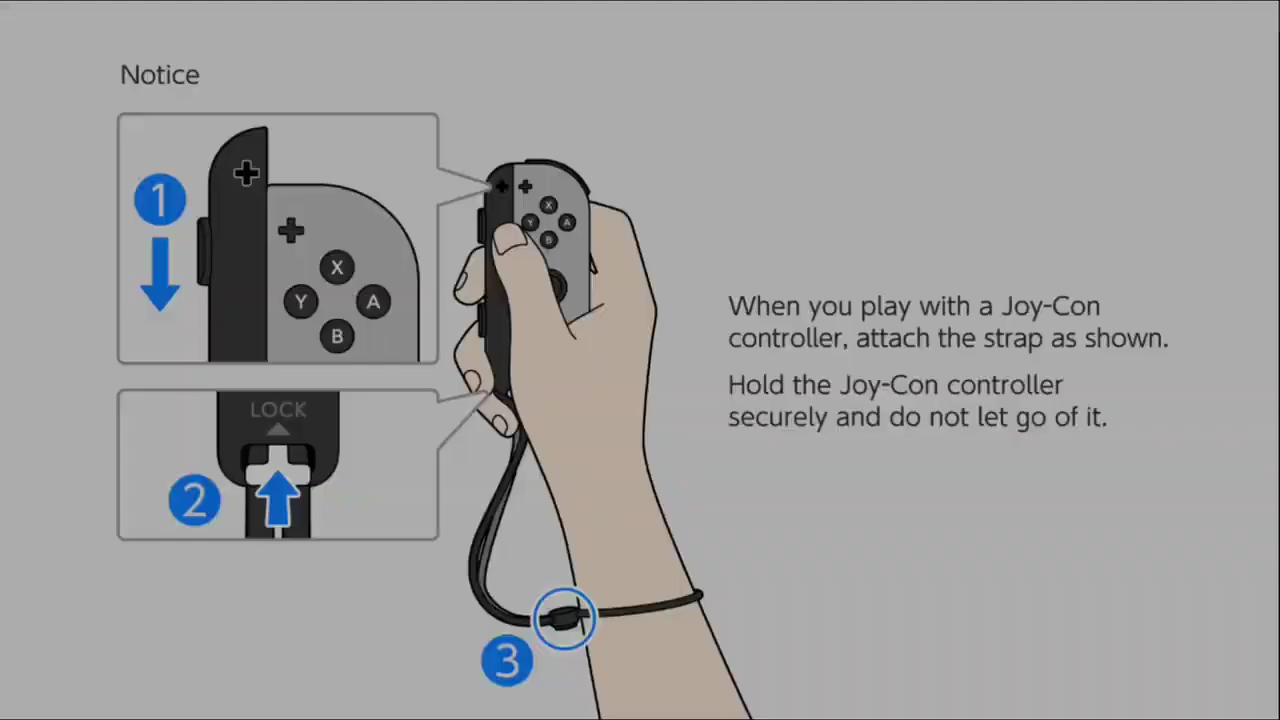 Notice
1
X
Y
A
B
X
Y
A
B
When you play with a Joy-Con
controller, attach the strap as shown.
Hold the Joy-Con controller
securely and do not let go of it.
LOCK
2
3